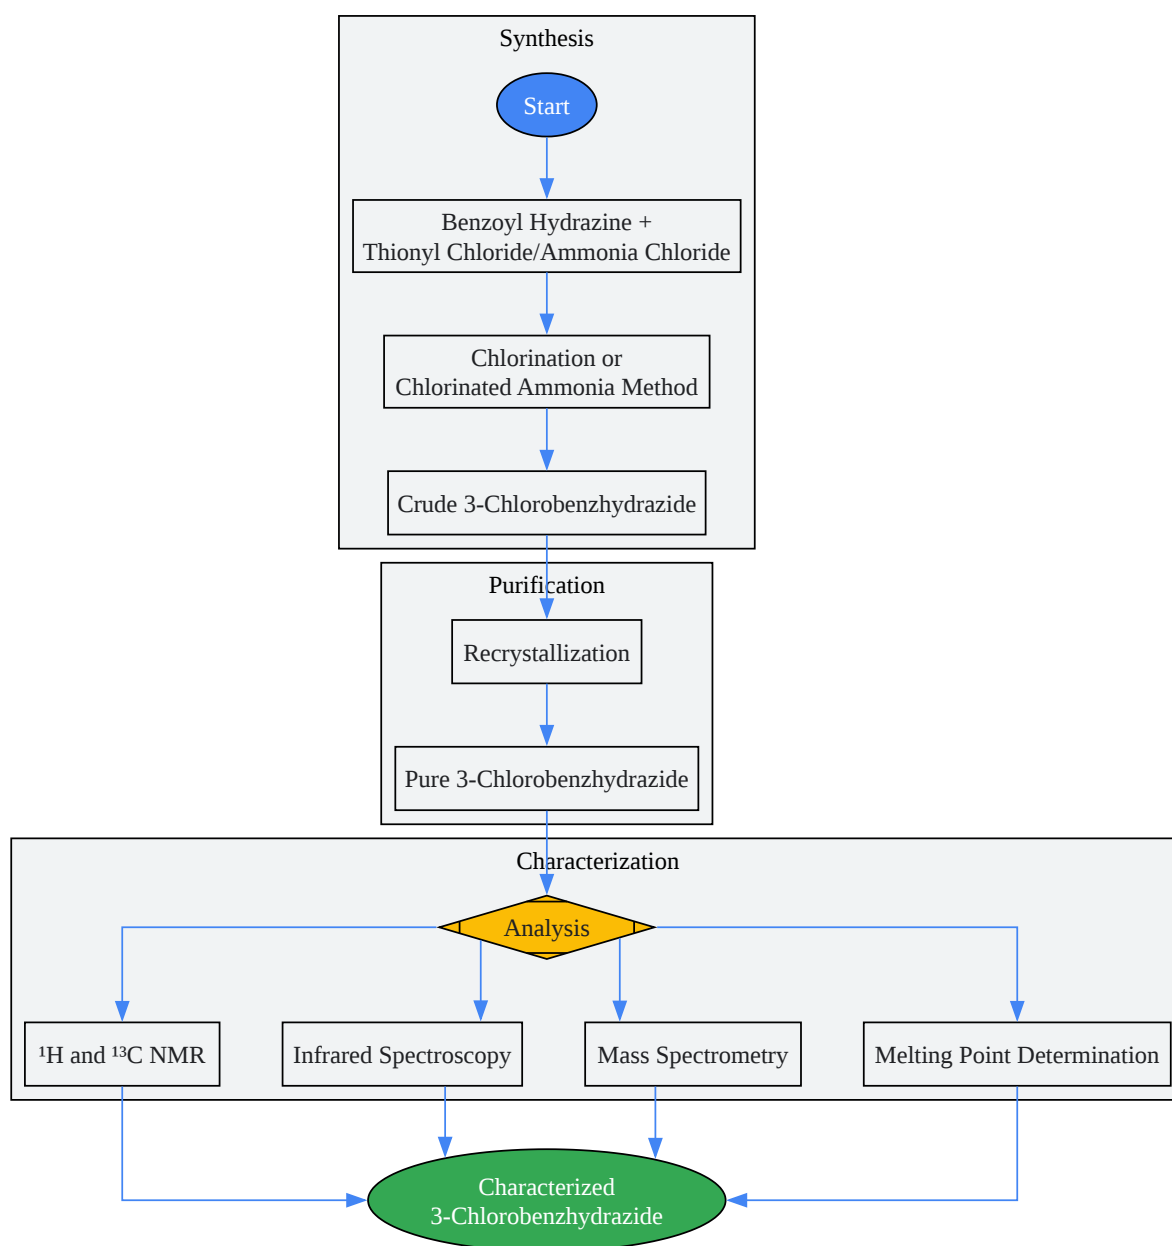 Synthesis
Start
Benzoyl Hydrazine +
Thionyl Chloride/Ammonia Chloride
Chlorination or
Chlorinated Ammonia Method
Crude 3-Chlorobenzhydrazide
Purification
Recrystallization
Pure 3-Chlorobenzhydrazide
Characterization
Analysis
¹H and ¹³C NMR
Infrared Spectroscopy
Mass Spectrometry
Melting Point Determination
Characterized
3-Chlorobenzhydrazide